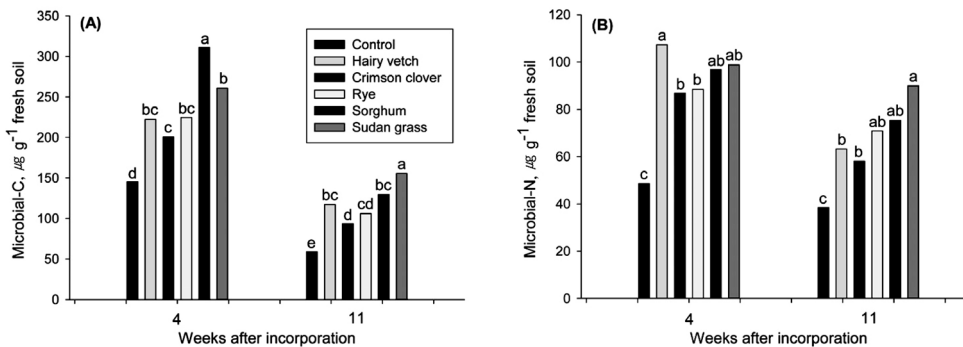 (A)
Microbial-C, ㎍ g-1 fresh soil
350
300
250
200
150
100
50
0
d
bc
c
bc
a
b
e
bc
d
cd
bc
a
Control
Hairy vetch
Crimson clover
Rye
Sorghum
Sudan grass
4
11
Weeks after incorporation
(B)
Microbial-N, ㎍ g-1 fresh soil
120
100
80
60
40
20
0
c
a
b
b
ab
ab
c
b
b
ab
ab
a
4
11
Weeks after incorporation